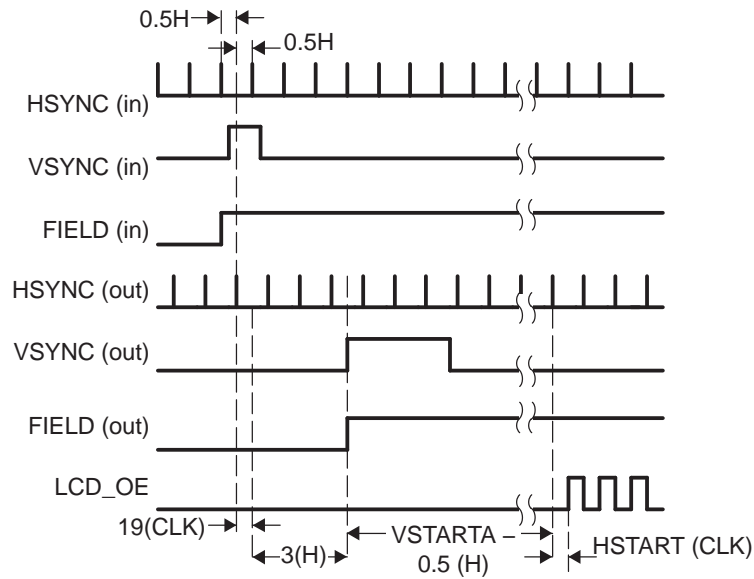 0.5H
0.5H
HSYNC (in)
VSYNC (in)
FIELD (in)
HSYNC (out)
VSYNC (out)
FIELD (out)
LCD_OE
19(CLK)
3(H)
VSTARTA –
0.5 (H)
HSTART (CLK)